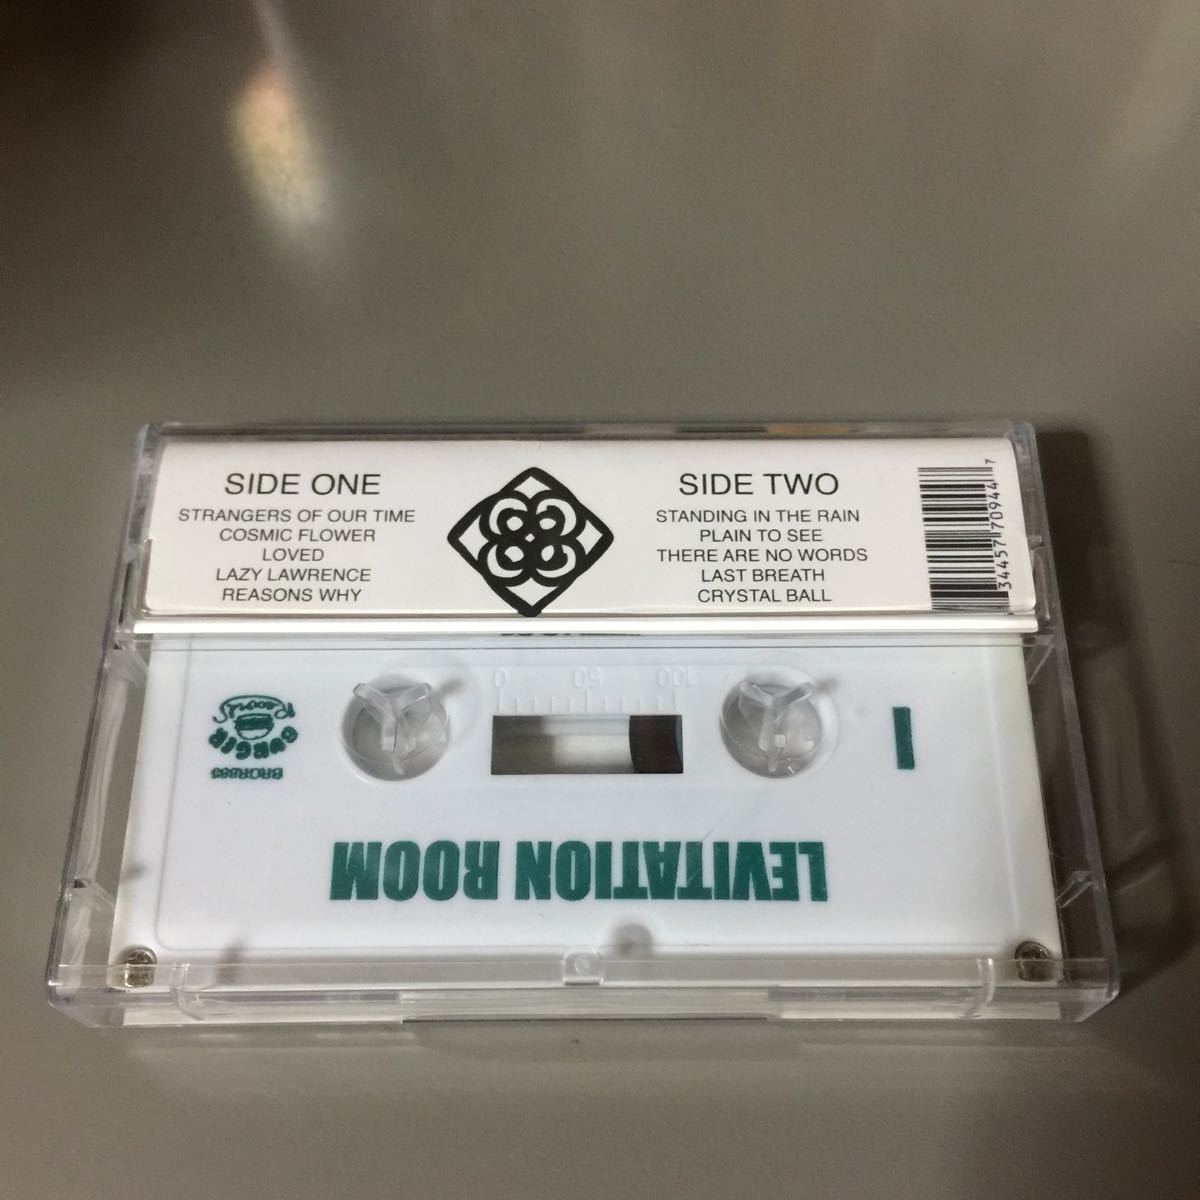 SIDE ONE
STRANGERS OF OUR TIME
COSMIC FLOWER
LOVED
LAZY LAWRENCE
REASONS WHY
SIDE TWO
STANDING IN THE RAIN
PLAIN TO SEE
THERE ARE NO WORDS
LAST BREATH
CRYSTAL BALL
34457 70944 7
0 50 100
BURGER
Records
LEVITATION ROOM